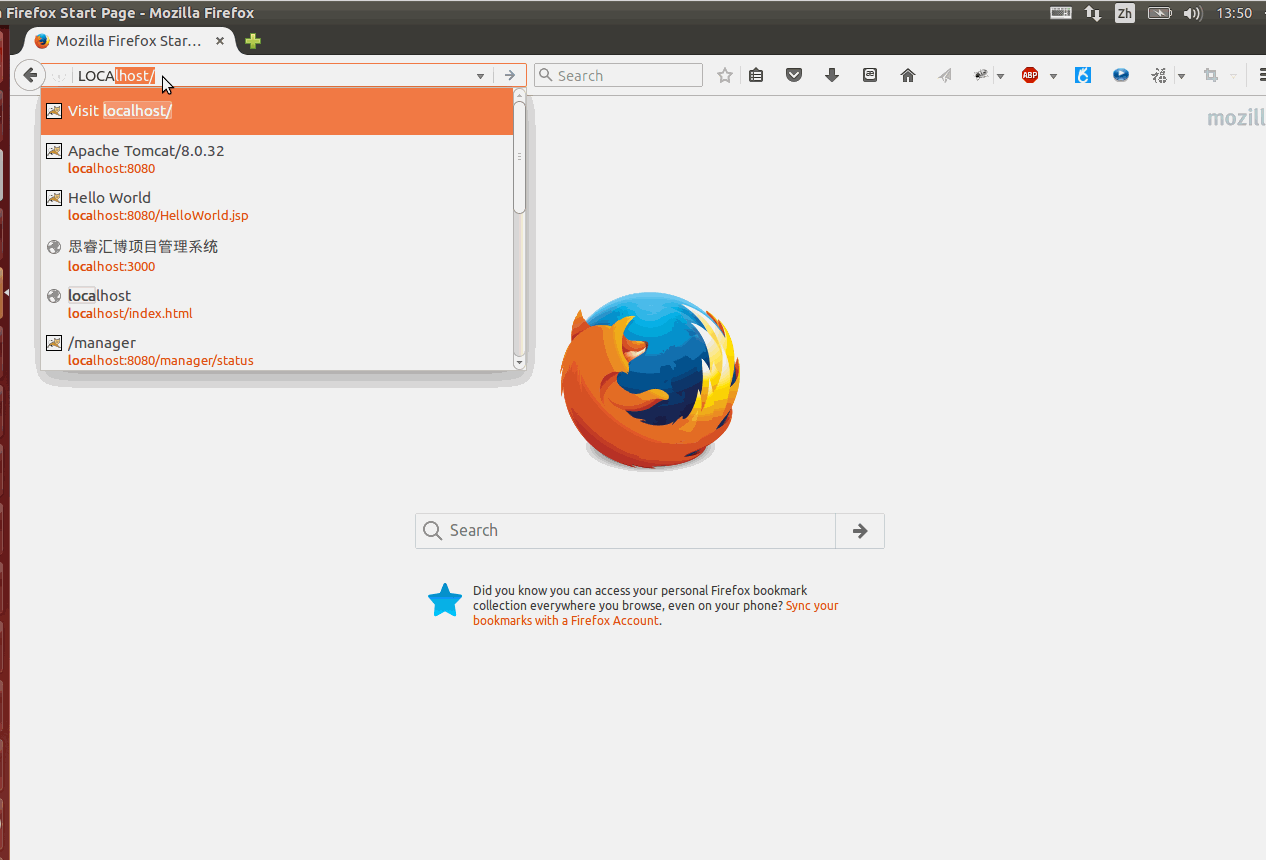 Firefox Start Page - Mozilla Firefox
Zh
13:50
Mozilla Firefox Star...
LOCAlhost/
Search
ABP
Visit localhost/
mozill
Apache Tomcat/8.0.32
localhost:8080
Hello World
localhost:8080/HelloWorld.jsp
思睿汇博项目管理系统
localhost:3000
localhost
localhost/index.html
/manager
localhost:8080/manager/status
Search
Did you know you can access your personal Firefox bookmark
collection everywhere you browse, even on your phone? Sync your
bookmarks with a Firefox Account.